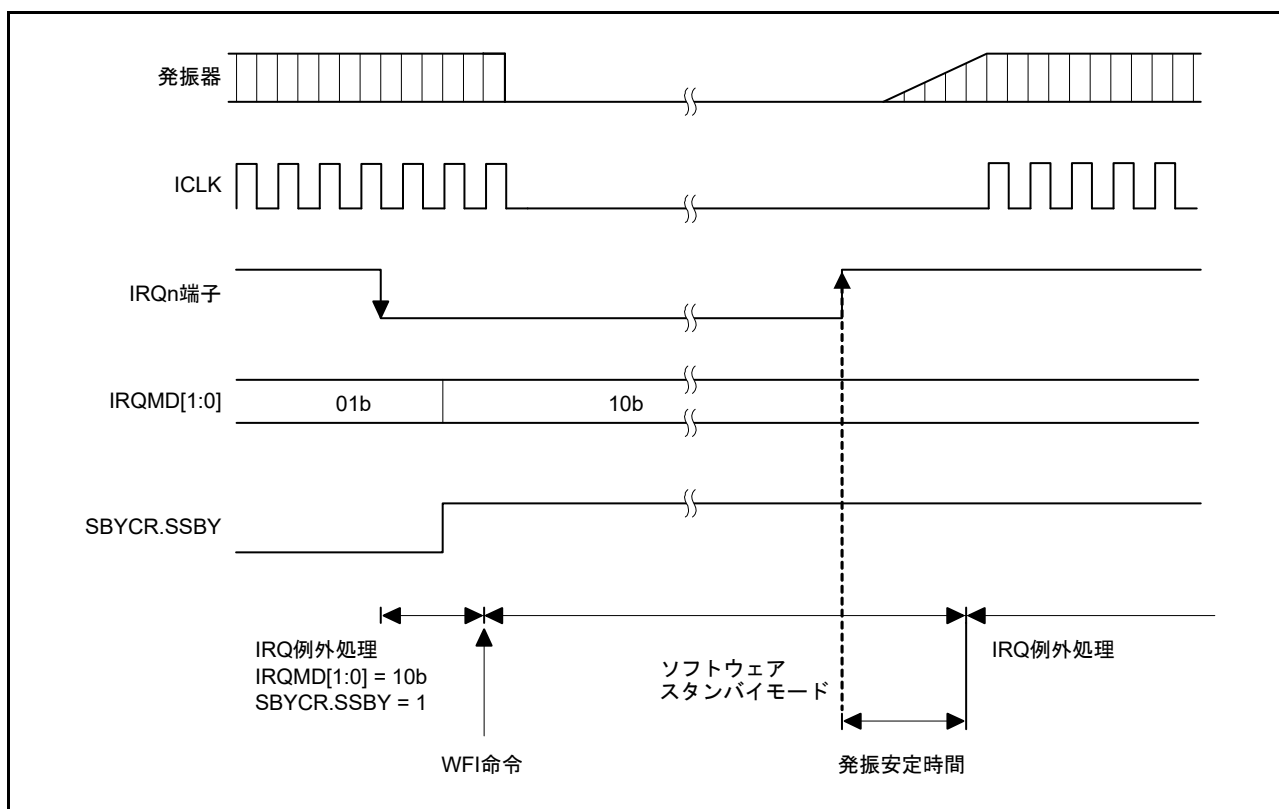 発振器
ICLK
IRQn端子
IRQMD[1:0]
01b
10b
SBYCR.SSBY
IRQ例外処理
IRQMD[1:0] = 10b
SBYCR.SSBY = 1
ソフトウェア
スタンバイモード
IRQ例外処理
WFI命令
発振安定時間